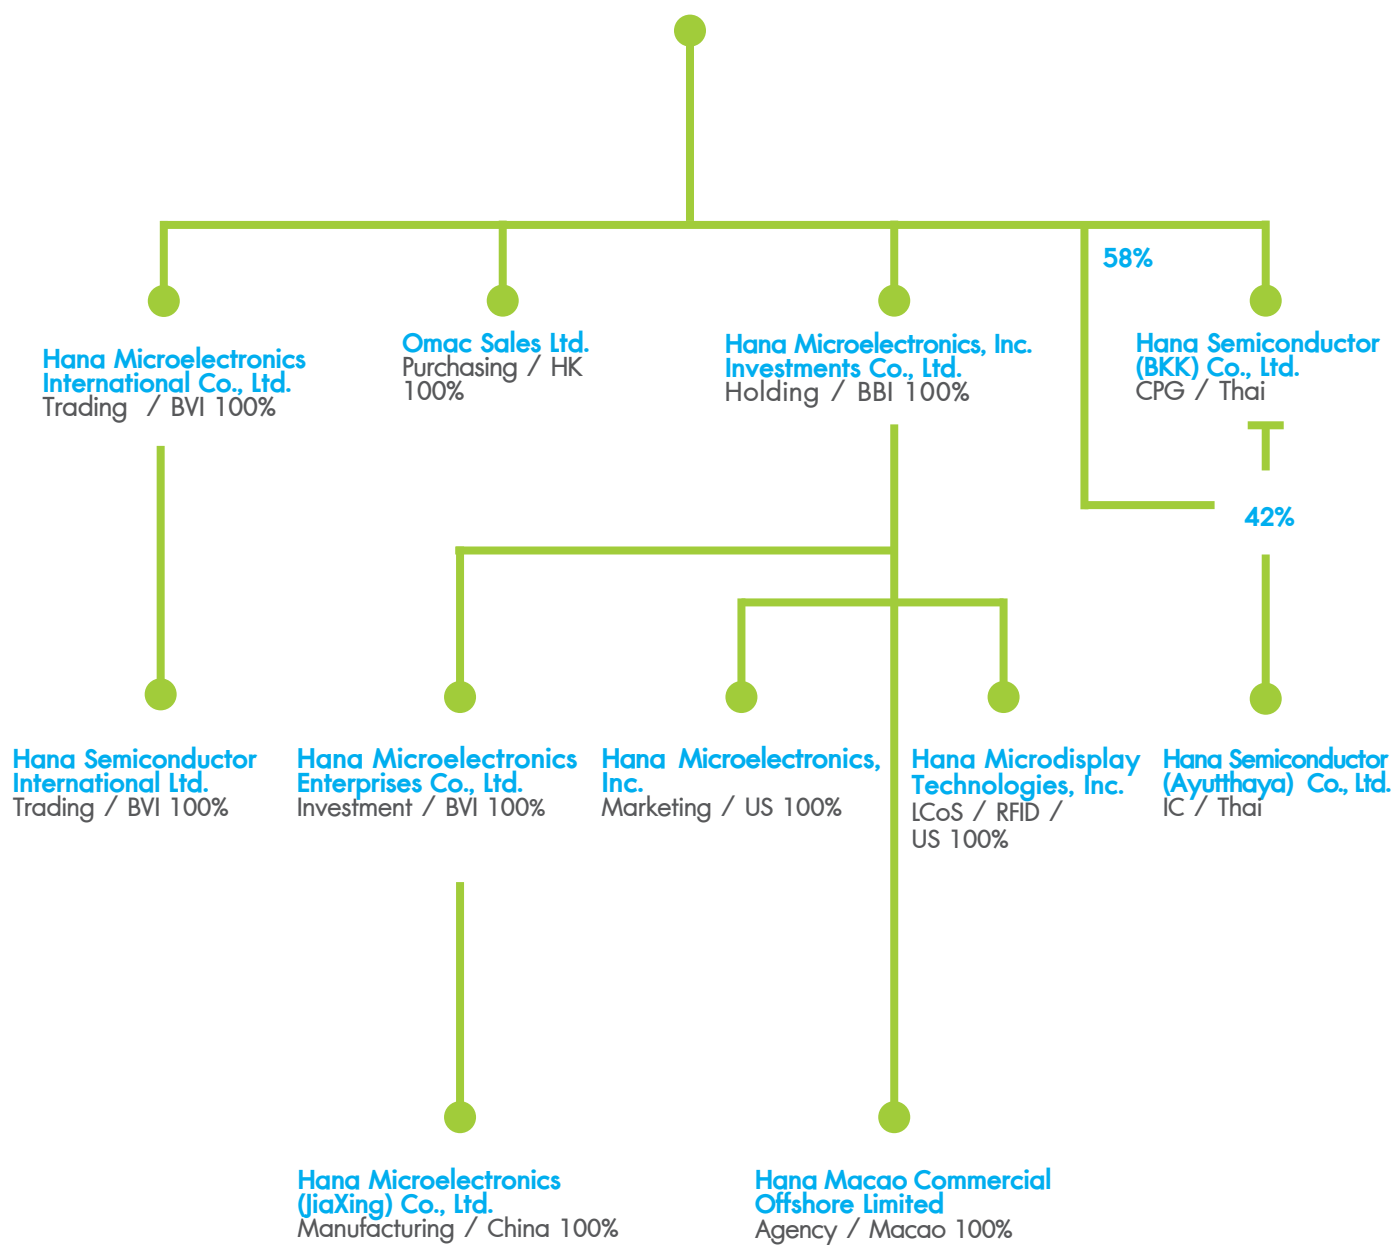 58%
Hana Microelectronics
International Co., Ltd.
Trading / BVI 100%
Omac Sales Ltd.
Purchasing / HK
100%
Hana Microelectronics, Inc.
Investments Co., Ltd.
Holding / BBI 100%
Hana Semiconductor
(BKK) Co., Ltd.
CPG / Thai
42%
Hana Semiconductor
International Ltd.
Trading / BVI 100%
Hana Microelectronics
Enterprises Co., Ltd.
Investment / BVI 100%
Hana Microelectronics,
Inc.
Marketing / US 100%
Hana Microdisplay
Technologies, Inc.
LCoS / RFID /
US 100%
Hana Semiconductor
(Ayutthaya) Co., Ltd.
IC / Thai
Hana Microelectronics
(JiaXing) Co., Ltd.
Manufacturing / China 100%
Hana Macao Commercial
Offshore Limited
Agency / Macao 100%